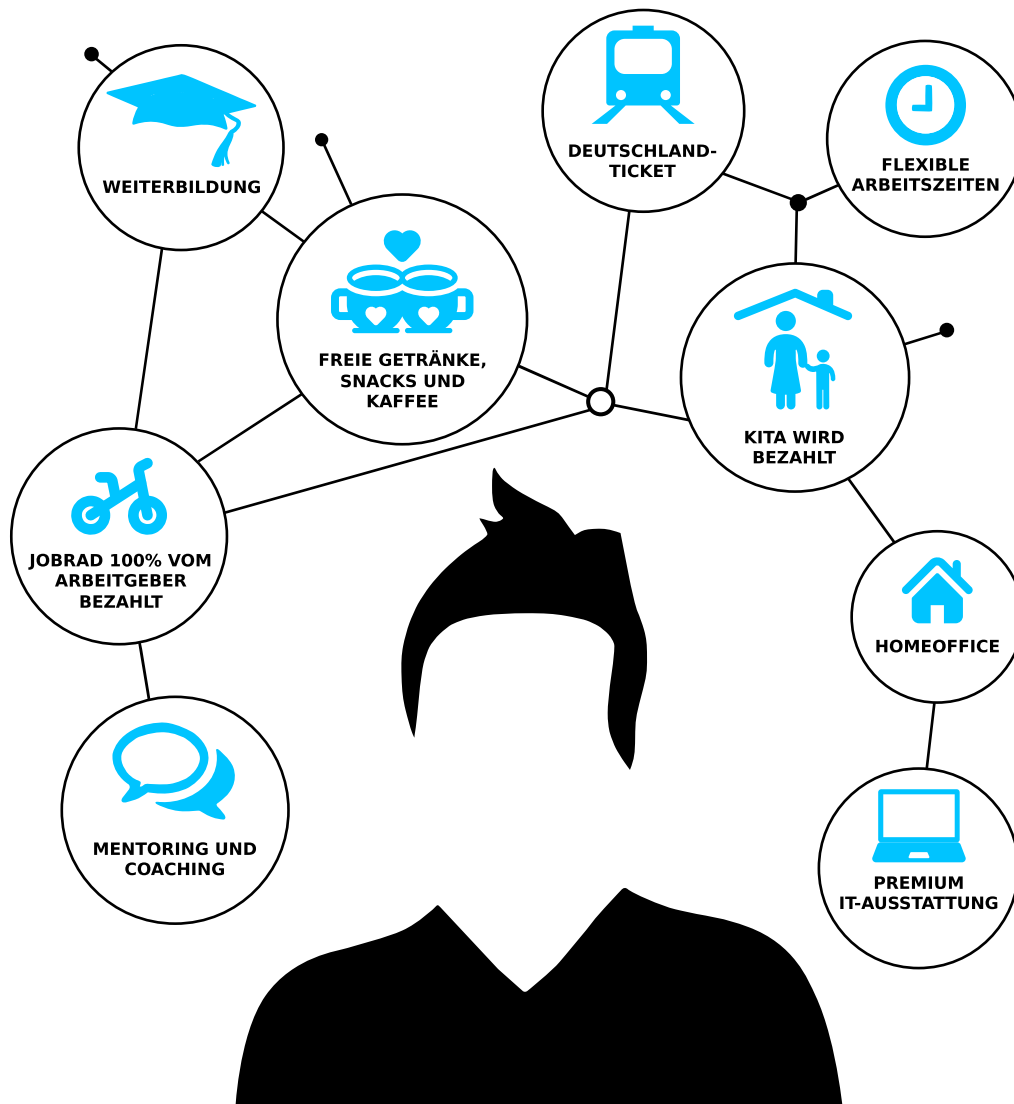 WEITERBILDUNG
DEUTSCHLAND-
TICKET
FLEXIBLE
ARBEITSZEITEN
FREIE GETRÄNKE,
SNACKS UND
KAFFEE
KITA WIRD
BEZAHLT
JOBRAD 100% VOM
ARBEITGEBER
BEZAHLT
HOMEOFFICE
MENTORING UND
COACHING
PREMIUM
IT-AUSSTATTUNG